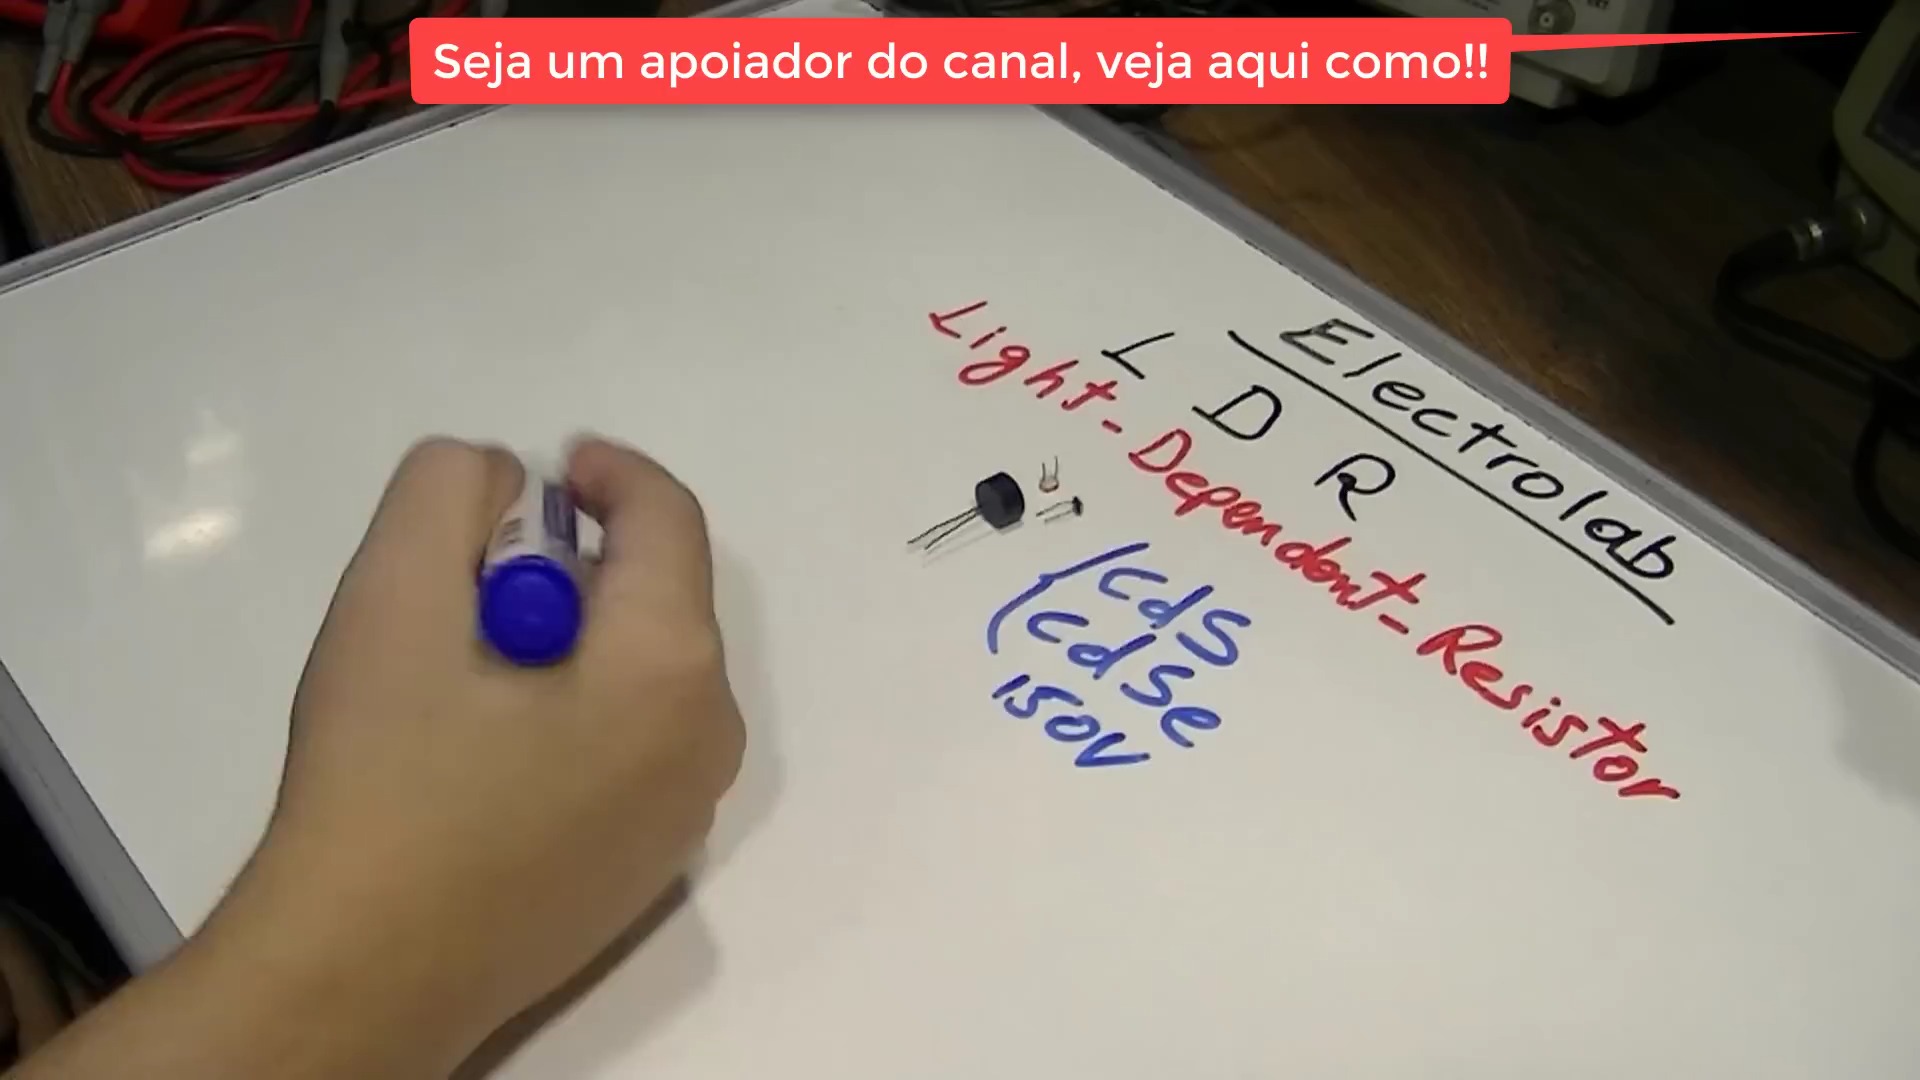 Seja um apoiador do canal, veja aqui como!!
Electrolab
L D R
Light-Dependent-Resistor
CdS
CdSe
150V